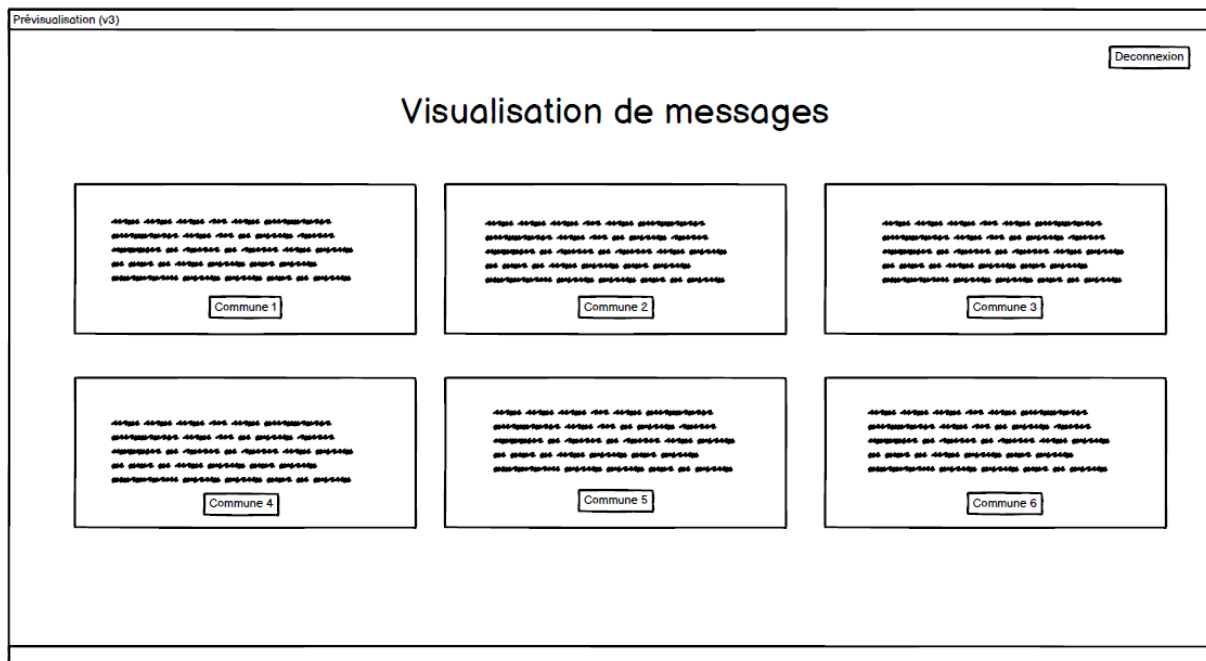 Prévisualisation (v3)
Deconnexion
Visualisation de messages
Commune 1
Commune 2
Commune 3
Commune 4
Commune 5
Commune 6